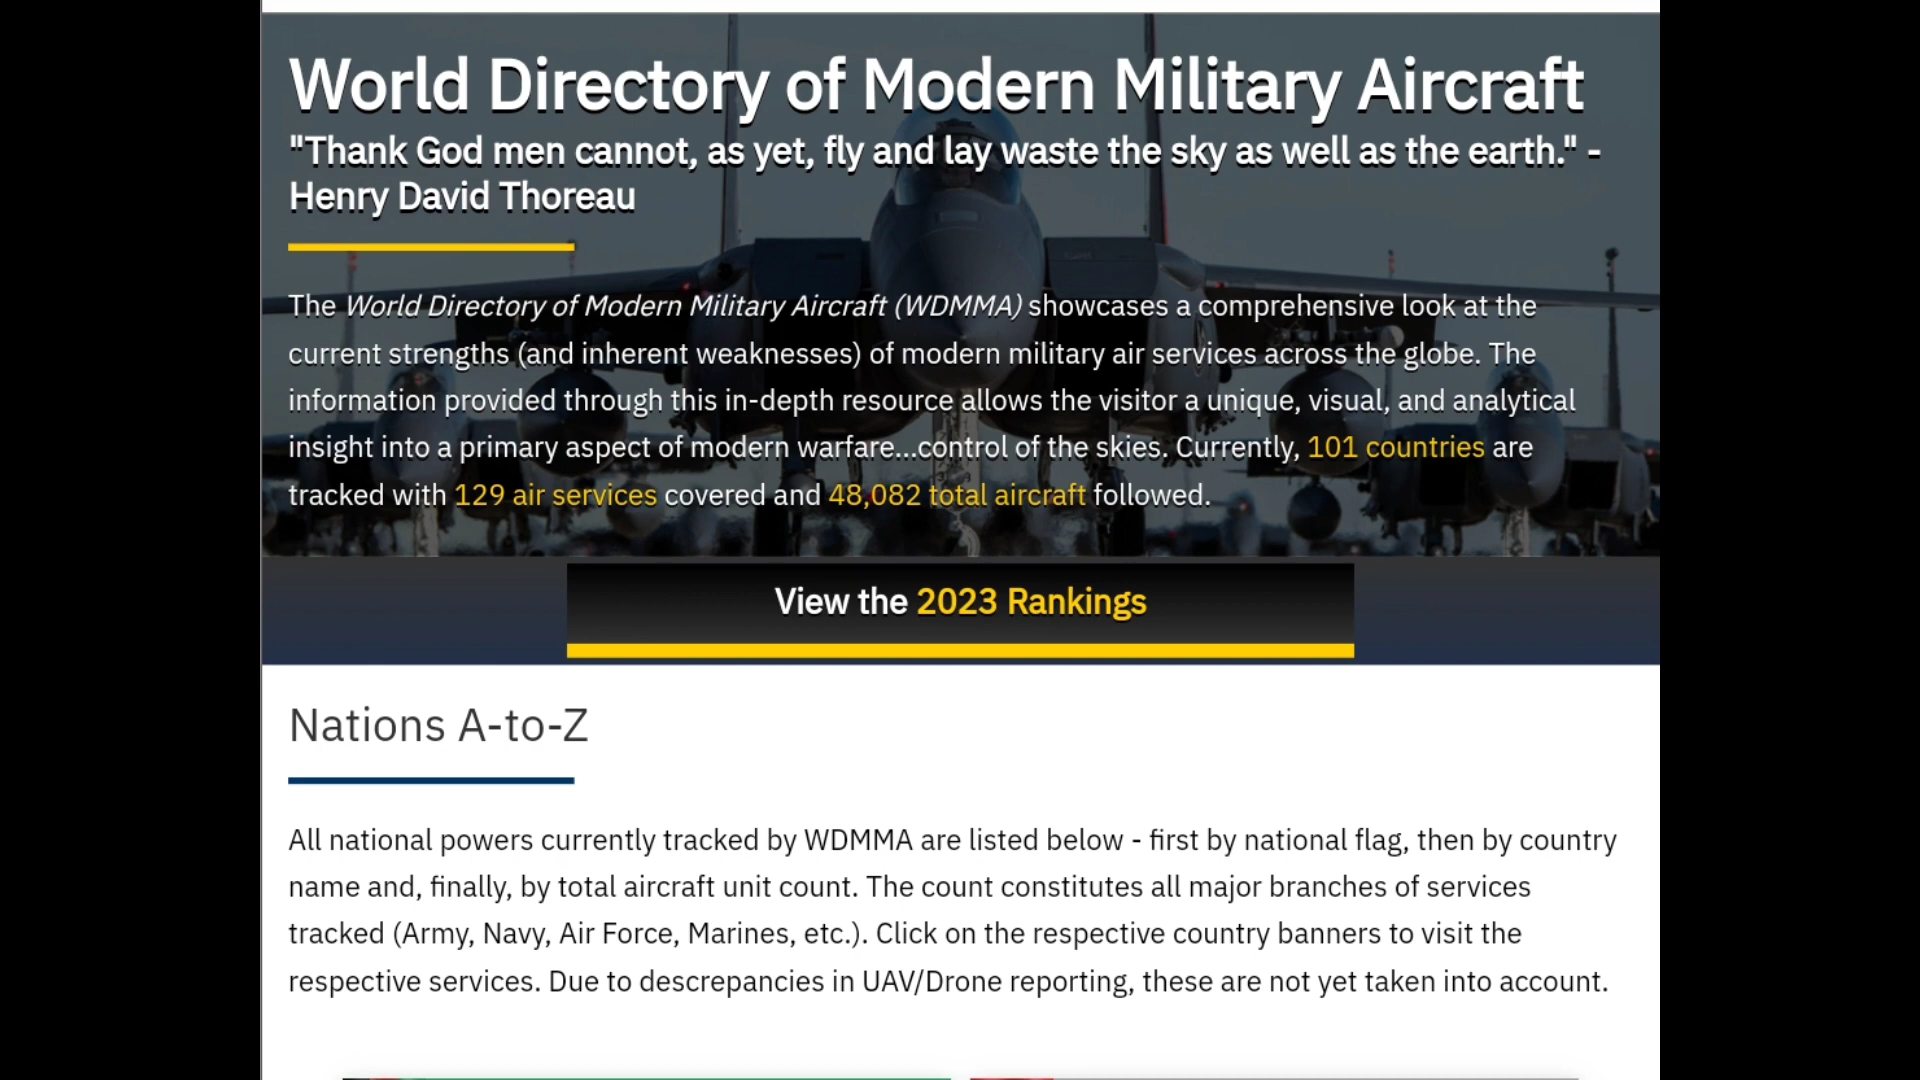 World Directory of Modern Military Aircraft
"Thank God men cannot, as yet, fly and lay waste the sky as well as the earth." -
Henry David Thoreau
The World Directory of Modern Military Aircraft (WDMMA) showcases a comprehensive look at the
current strengths (and inherent weaknesses) of modern military air services across the globe. The
information provided through this in-depth resource allows the visitor a unique, visual, and analytical
insight into a primary aspect of modern warfare...control of the skies. Currently, 101 countries are
tracked with 129 air services covered and 48,082 total aircraft followed.
View the 2023 Rankings
Nations A-to-Z
All national powers currently tracked by WDMMA are listed below - first by national flag, then by country
name and, finally, by total aircraft unit count. The count constitutes all major branches of services
tracked (Army, Navy, Air Force, Marines, etc.). Click on the respective country banners to visit the
respective services. Due to descrepancies in UAV/Drone reporting, these are not yet taken into account.